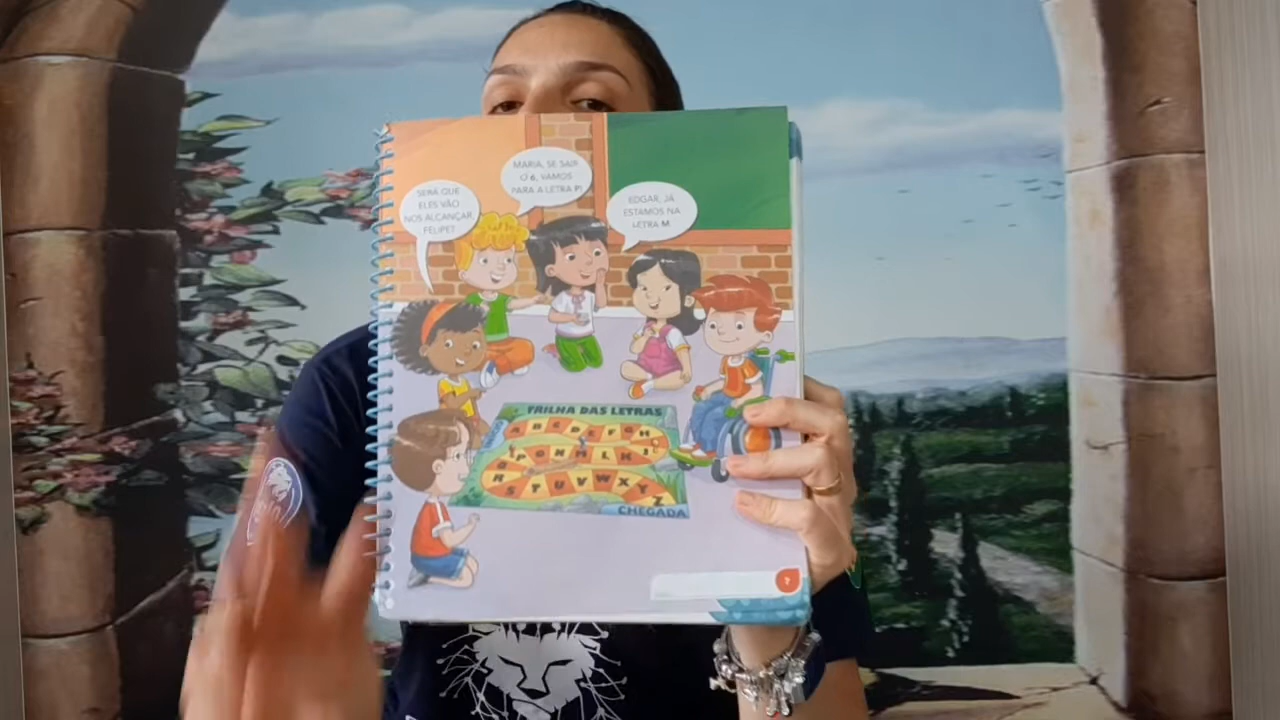 SERÁ QUE
ELES VÃO
NOS ALCANÇAR,
FELIPE?
MARIA, SE SAIR
O 6, VAMOS
PARA A LETRA P!
EDGAR, JÁ
ESTAMOS NA
LETRA M
TRILHA DAS LETRAS
CHEGADA
7